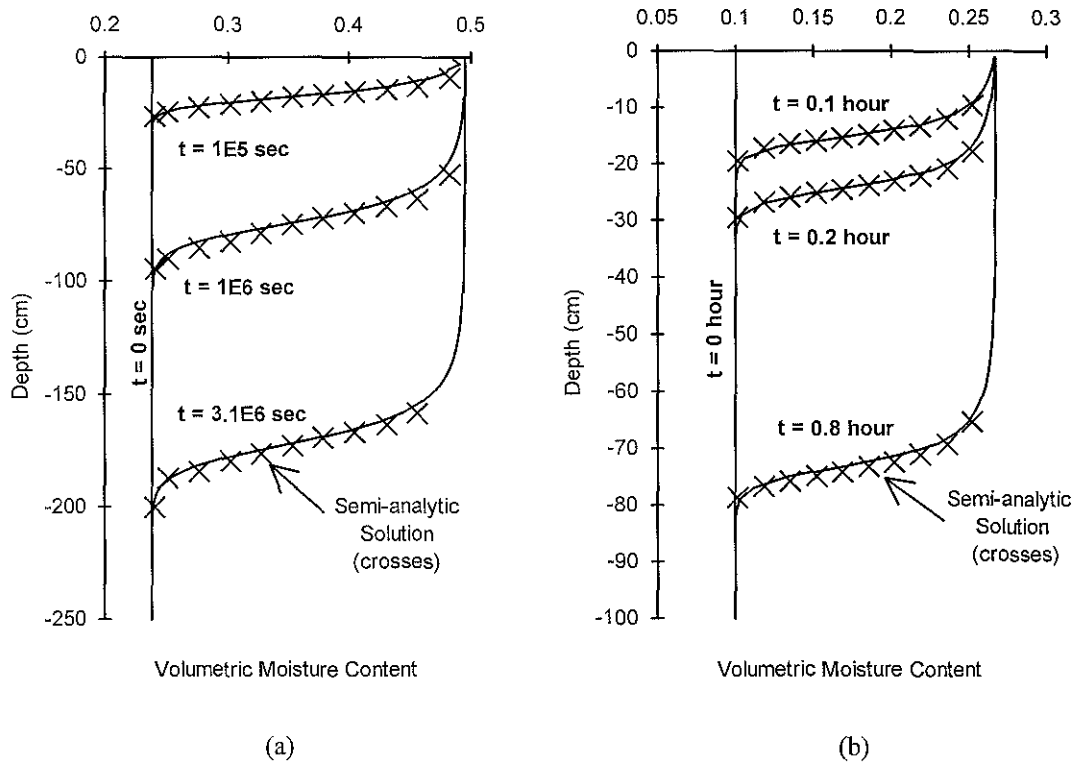 0.2 0.3 0.4 0.5
0
-50
-100
-150
-200
-250
Depth (cm)
t = 0 sec
t = 1E5 sec
t = 1E6 sec
t = 3.1E6 sec
Semi-analytic
Solution
(crosses)
Volumetric Moisture Content
(a)
0.05 0.1 0.15 0.2 0.25 0.3
0
-10
-20
-30
-40
-50
-60
-70
-80
-90
-100
Depth (cm)
t = 0 hour
t = 0.1 hour
t = 0.2 hour
t = 0.8 hour
Semi-analytic
Solution
(crosses)
Volumetric Moisture Content
(b)